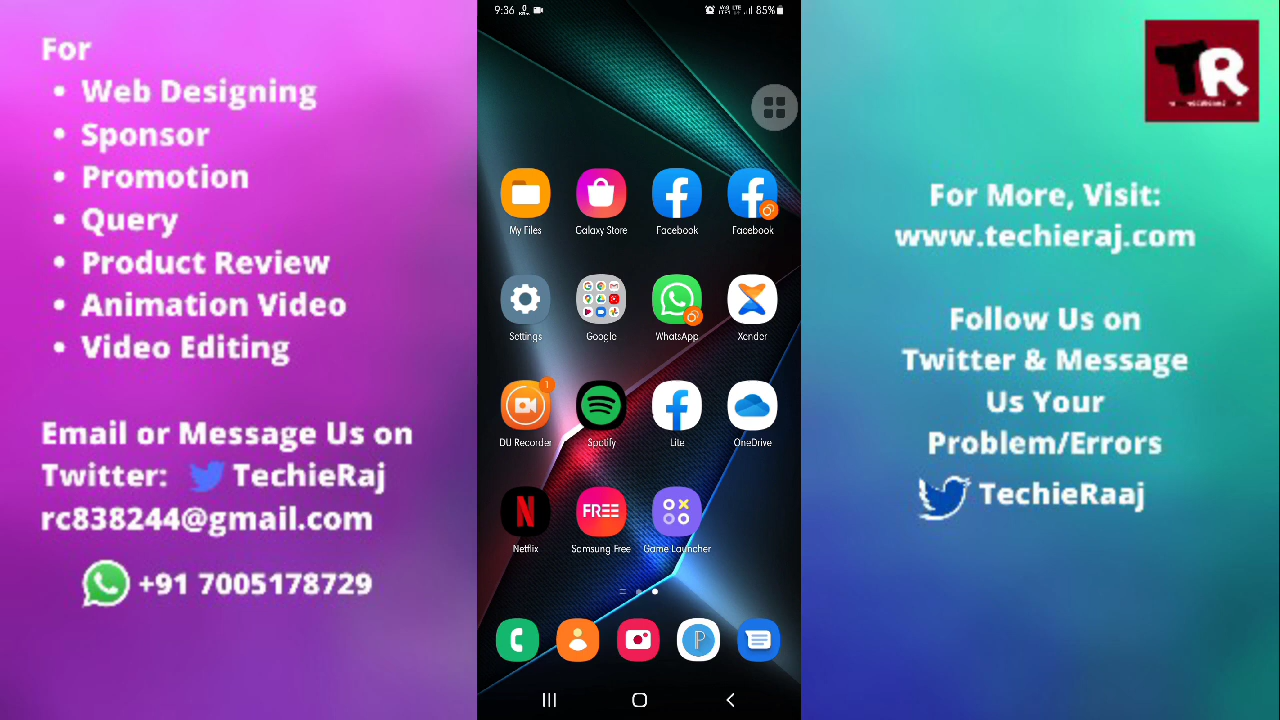 For
• Web Designing
• Sponsor
• Promotion
• Query
• Product Review
• Animation Video
• Video Editing
Email or Message Us on
Twitter: TechieRaj
rc838244@gmail.com
+91 7005178729
9:36
85%
My Files
Galaxy Store
Facebook
Facebook
Settings
Google
WhatsApp
Xender
1
DU Recorder
Spotify
Lite
OneDrive
N
FREE
Netflix
Samsung Free
Game Launcher
P
TR
For More, Visit:
www.techieraj.com
Follow Us on
Twitter & Message
Us Your
Problem/Errors
TechieRaaj